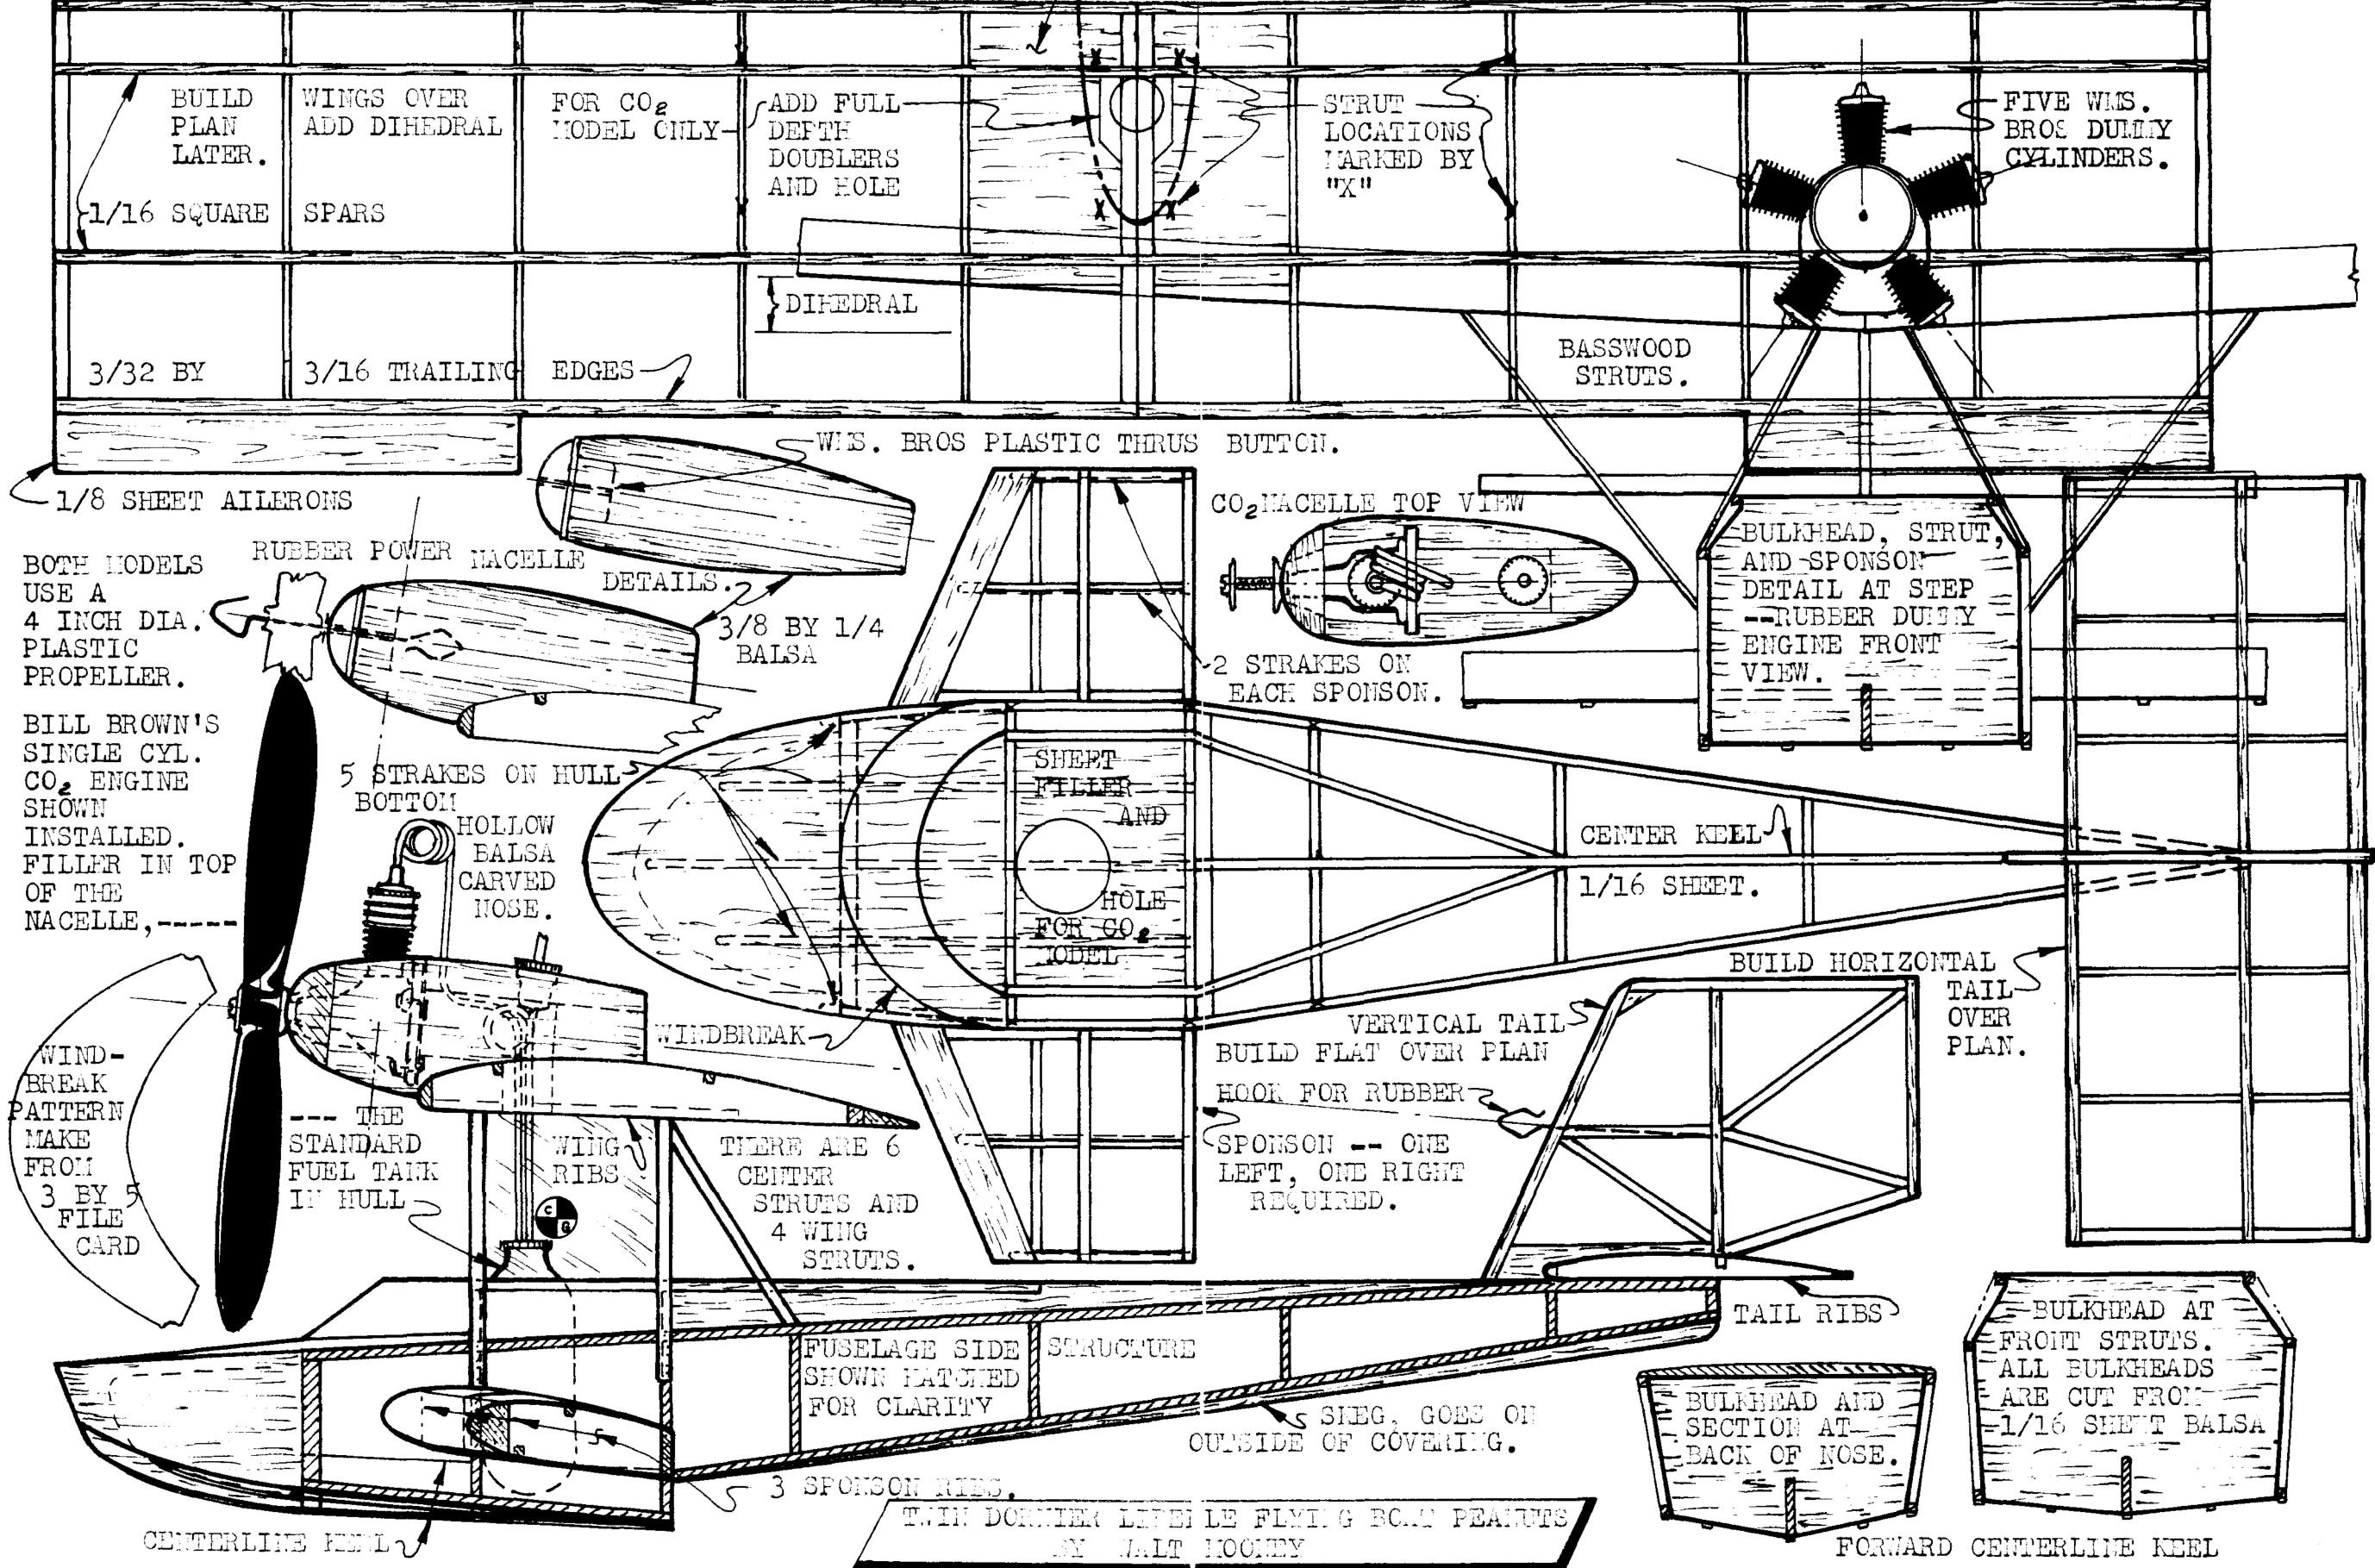 BUILD
PLAN
LATER.
WINGS OVER
ADD DIHEDRAL
FOR CO2
MODEL ONLY
ADD FULL
DEPTH
DOUBLERS
AND HOLE
STRUT
LOCATIONS
MARKED BY
"X"
FIVE WMS.
BROS DUMMY
CYLINDERS.
1/16 SQUARE SPARS
DIHEDRAL
3/32 BY 3/16 TRAILING EDGES
BASSWOOD
STRUTS.
WMS. BROS PLASTIC THRUS BUTTON.
1/8 SHEET AILERONS
CO2 NACELLE TOP VIEW
RUBBER POWER NACELLE
DETAILS.
BOTH MODELS
USE A
4 INCH DIA.
PLASTIC
PROPELLER.
3/8 BY 1/4
BALSA
BULKHEAD, STRUT,
AND SPONSON
DETAIL AT STEP
--RUBBER DUMMY
ENGINE FRONT
VIEW.
2 STRAKES ON
EACH SPONSON.
BILL BROWN'S
SINGLE CYL.
CO2 ENGINE
SHOWN
INSTALLED.
FILLER IN TOP
OF THE
NACELLE,-----
5 STRAKES ON HULL
BOTTOM
HOLLOW
BALSA
CARVED
NOSE.
SHEET
FILLER
AND
HOLE
FOR CO2
MODEL
CENTER KEEL
1/16 SHEET.
BUILD HORIZONTAL
TAIL
OVER
PLAN.
WINDBREAK
VERTICAL TAIL
BUILD FLAT OVER PLAN
HOOK FOR RUBBER
SPONSON -- ONE
LEFT, ONE RIGHT
REQUIRED.
WIND-
BREAK
PATTERN
MAKE
FROM
3 BY 5
FILE
CARD
--- THE
STANDARD
FUEL TANK
IN HULL
WING
RIBS
THERE ARE 6
CENTER
STRUTS AND
4 WING
STRUTS.
C
G
TAIL RIBS
FUSELAGE SIDE STRUCTURE
SHOWN HATCHED
FOR CLARITY
SKEG, GOES ON
OUTSIDE OF COVERING.
3 SPONSON RIBS.
CENTERLINE KEEL
BULKHEAD AND
SECTION AT
BACK OF NOSE.
BULKHEAD AT
FRONT STRUTS.
ALL BULKHEADS
ARE CUT FROM
1/16 SHEET BALSA
FORWARD CENTERLINE KEEL
TWIN DORNIER LIBELLE FLYING BOAT PEANUTS
BY WALT MOONEY